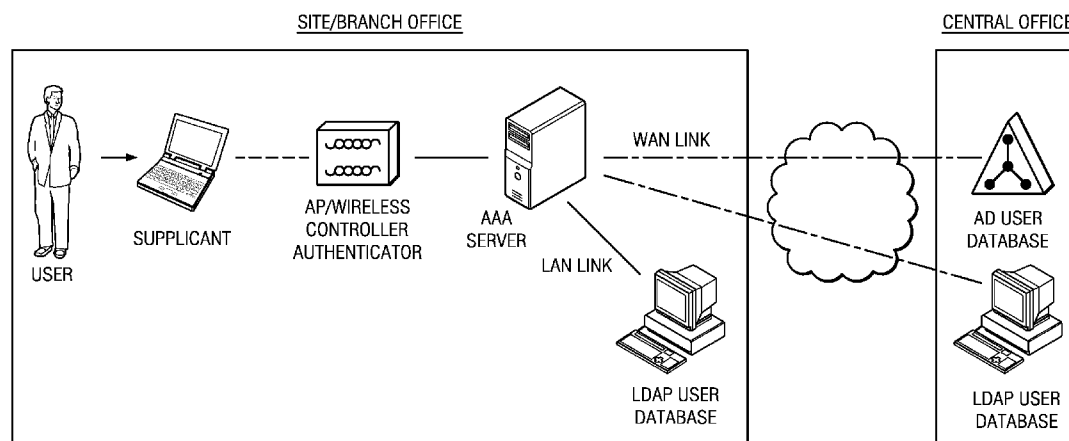 SITE/BRANCH OFFICE
CENTRAL OFFICE
WAN LINK
USER
SUPPLICANT
AP/WIRELESS
CONTROLLER
AUTHENTICATOR
AAA
SERVER
LAN LINK
LDAP USER
DATABASE
AD USER
DATABASE
LDAP USER
DATABASE